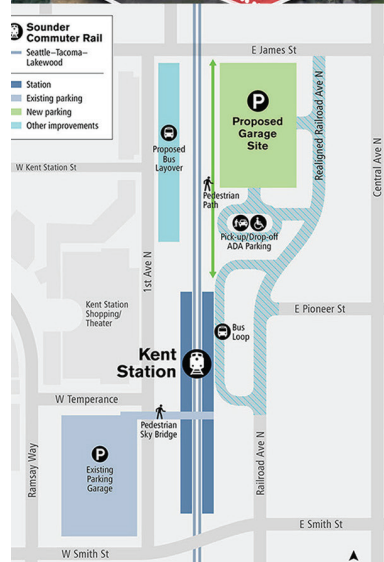 Sounder
Commuter Rail
Seattle–Tacoma–
Lakewood
Station
Existing parking
New parking
Other improvements
E James St
P
Proposed
Garage
Site
Proposed
Bus
Layover
Realigned Railroad Ave N
Central Ave N
W Kent Station St
Pedestrian
Path
Pick-up/Drop-off
ADA Parking
1st Ave N
Kent Station
Shopping/
Theater
E Pioneer St
Bus
Loop
Kent
Station
W Temperance
Pedestrian
Sky Bridge
Ramsay Way
P
Existing
Parking
Garage
Railroad Ave N
E Smith St
W Smith St